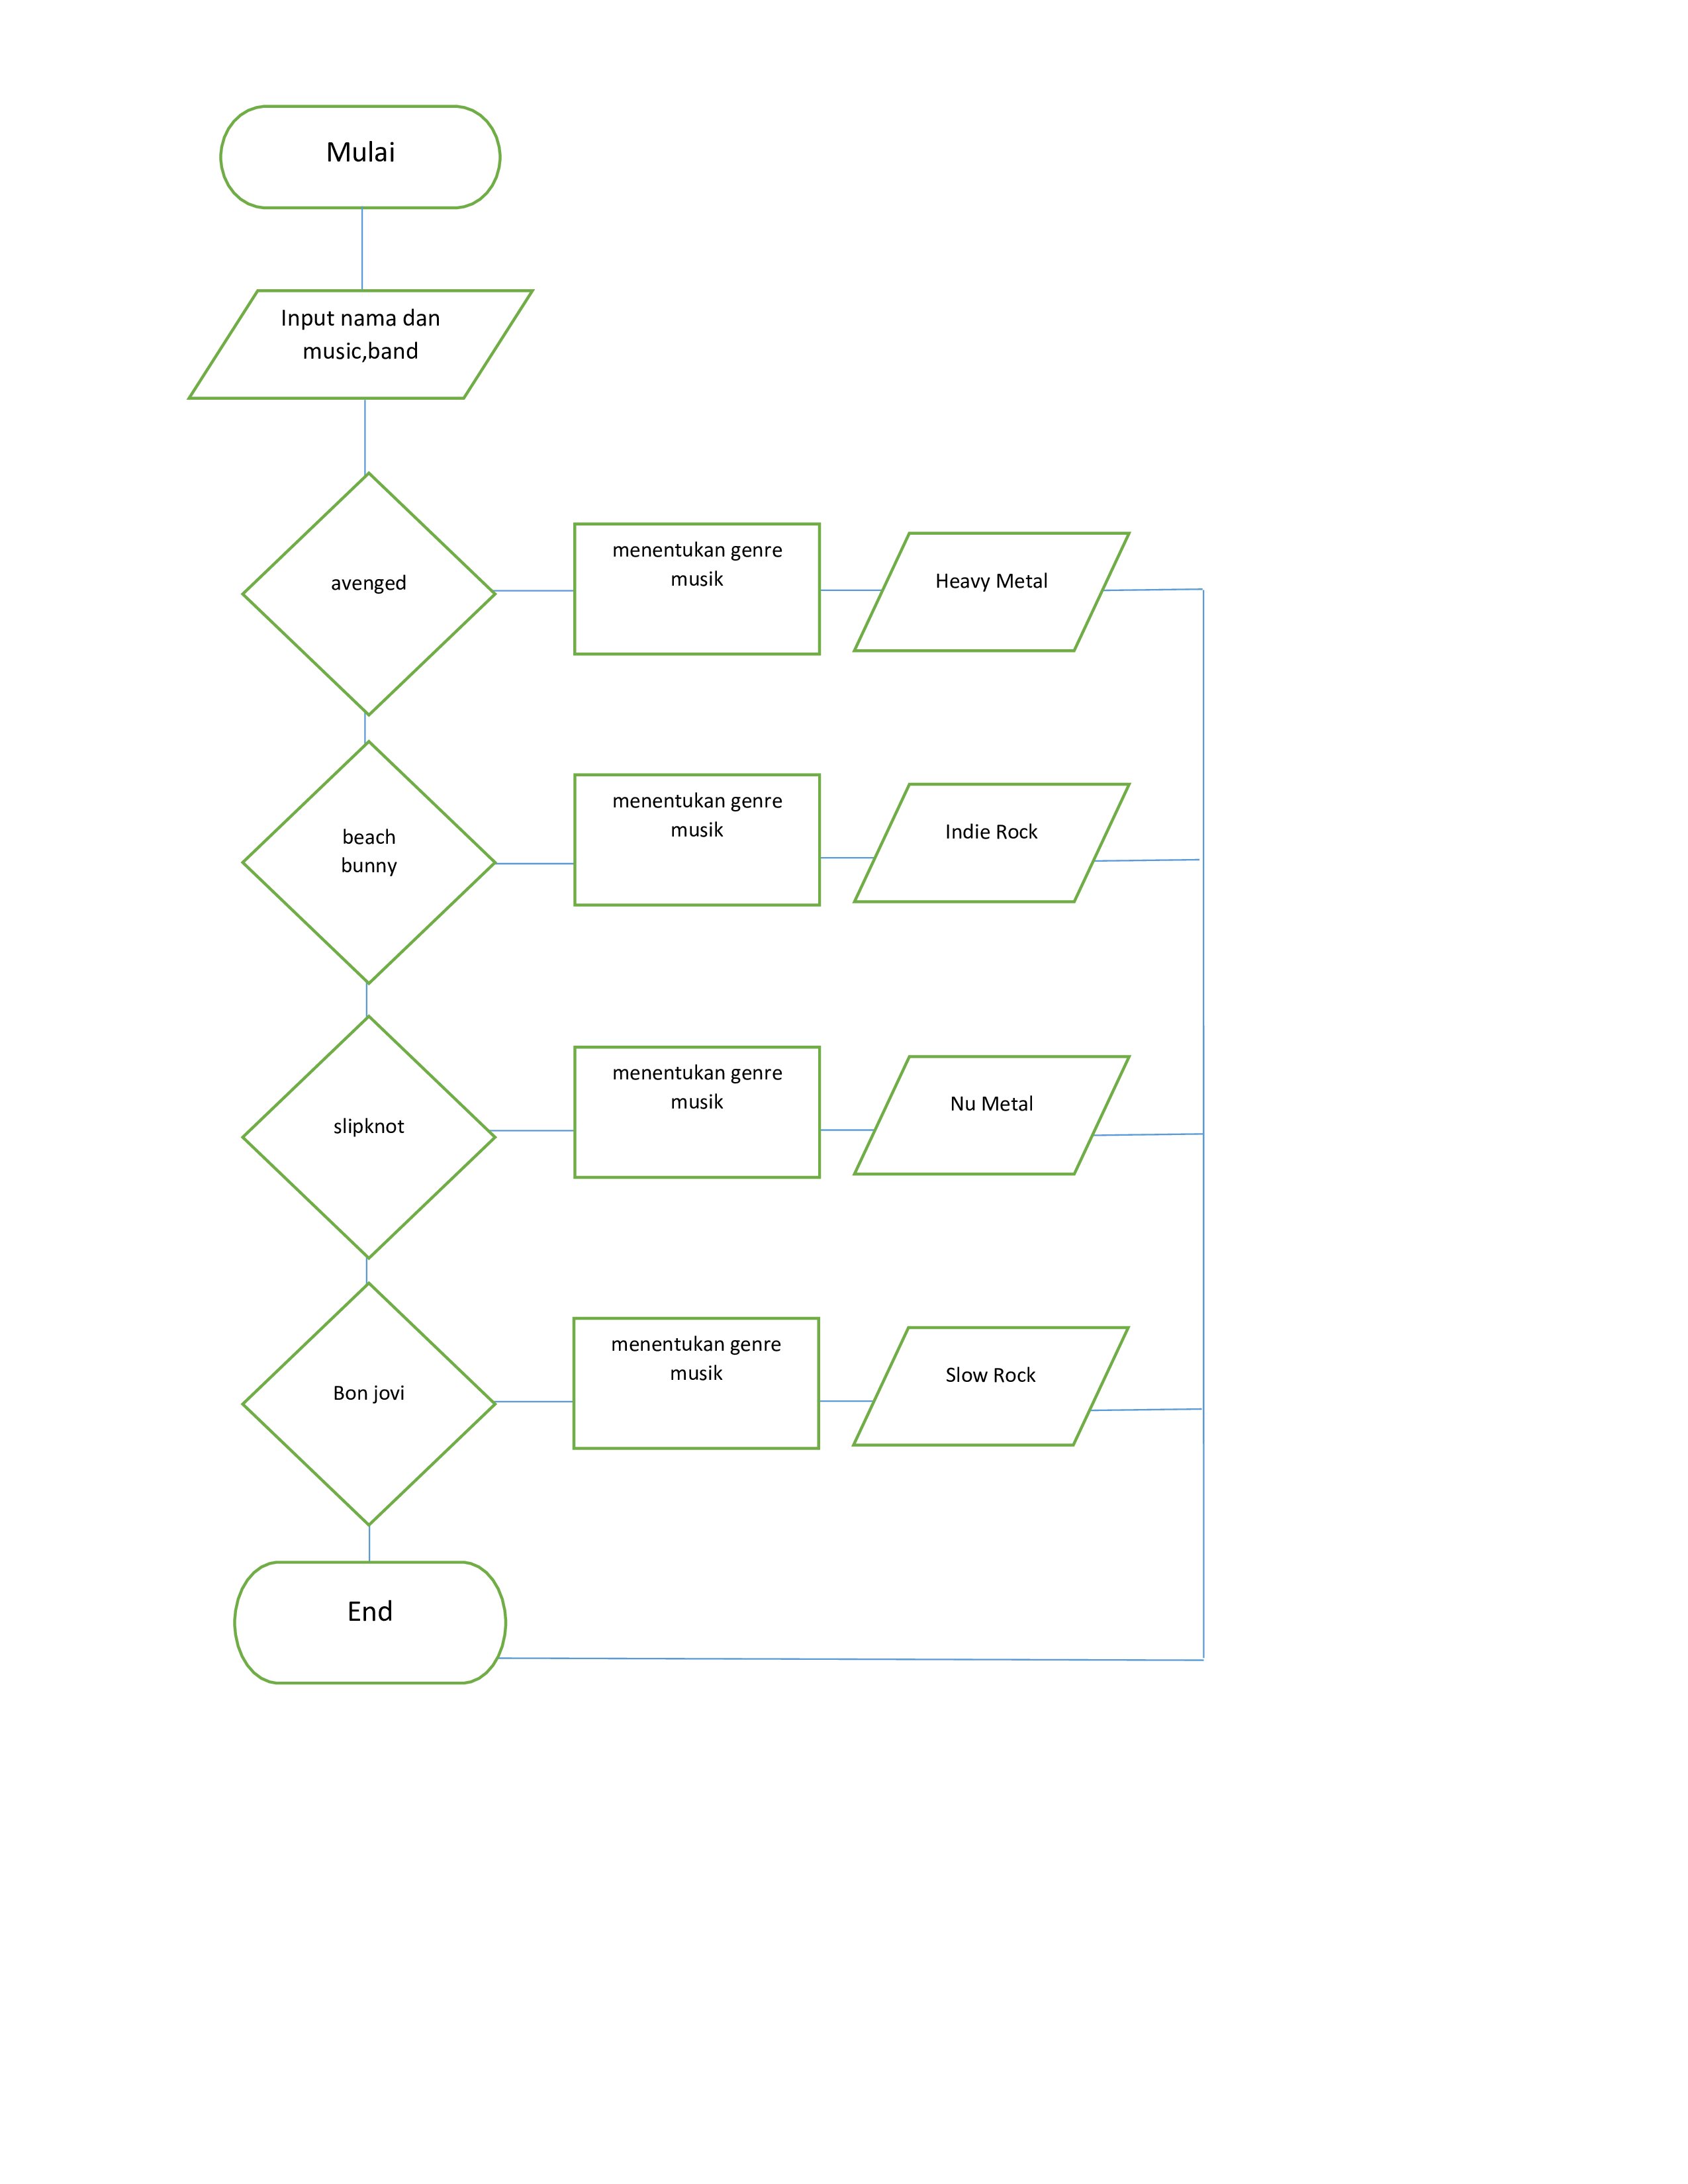 Mulai
Input nama dan
music,band
avenged
menentukan genre
musik
Heavy Metal
beach
bunny
menentukan genre
musik
Indie Rock
slipknot
menentukan genre
musik
Nu Metal
Bon jovi
menentukan genre
musik
Slow Rock
End